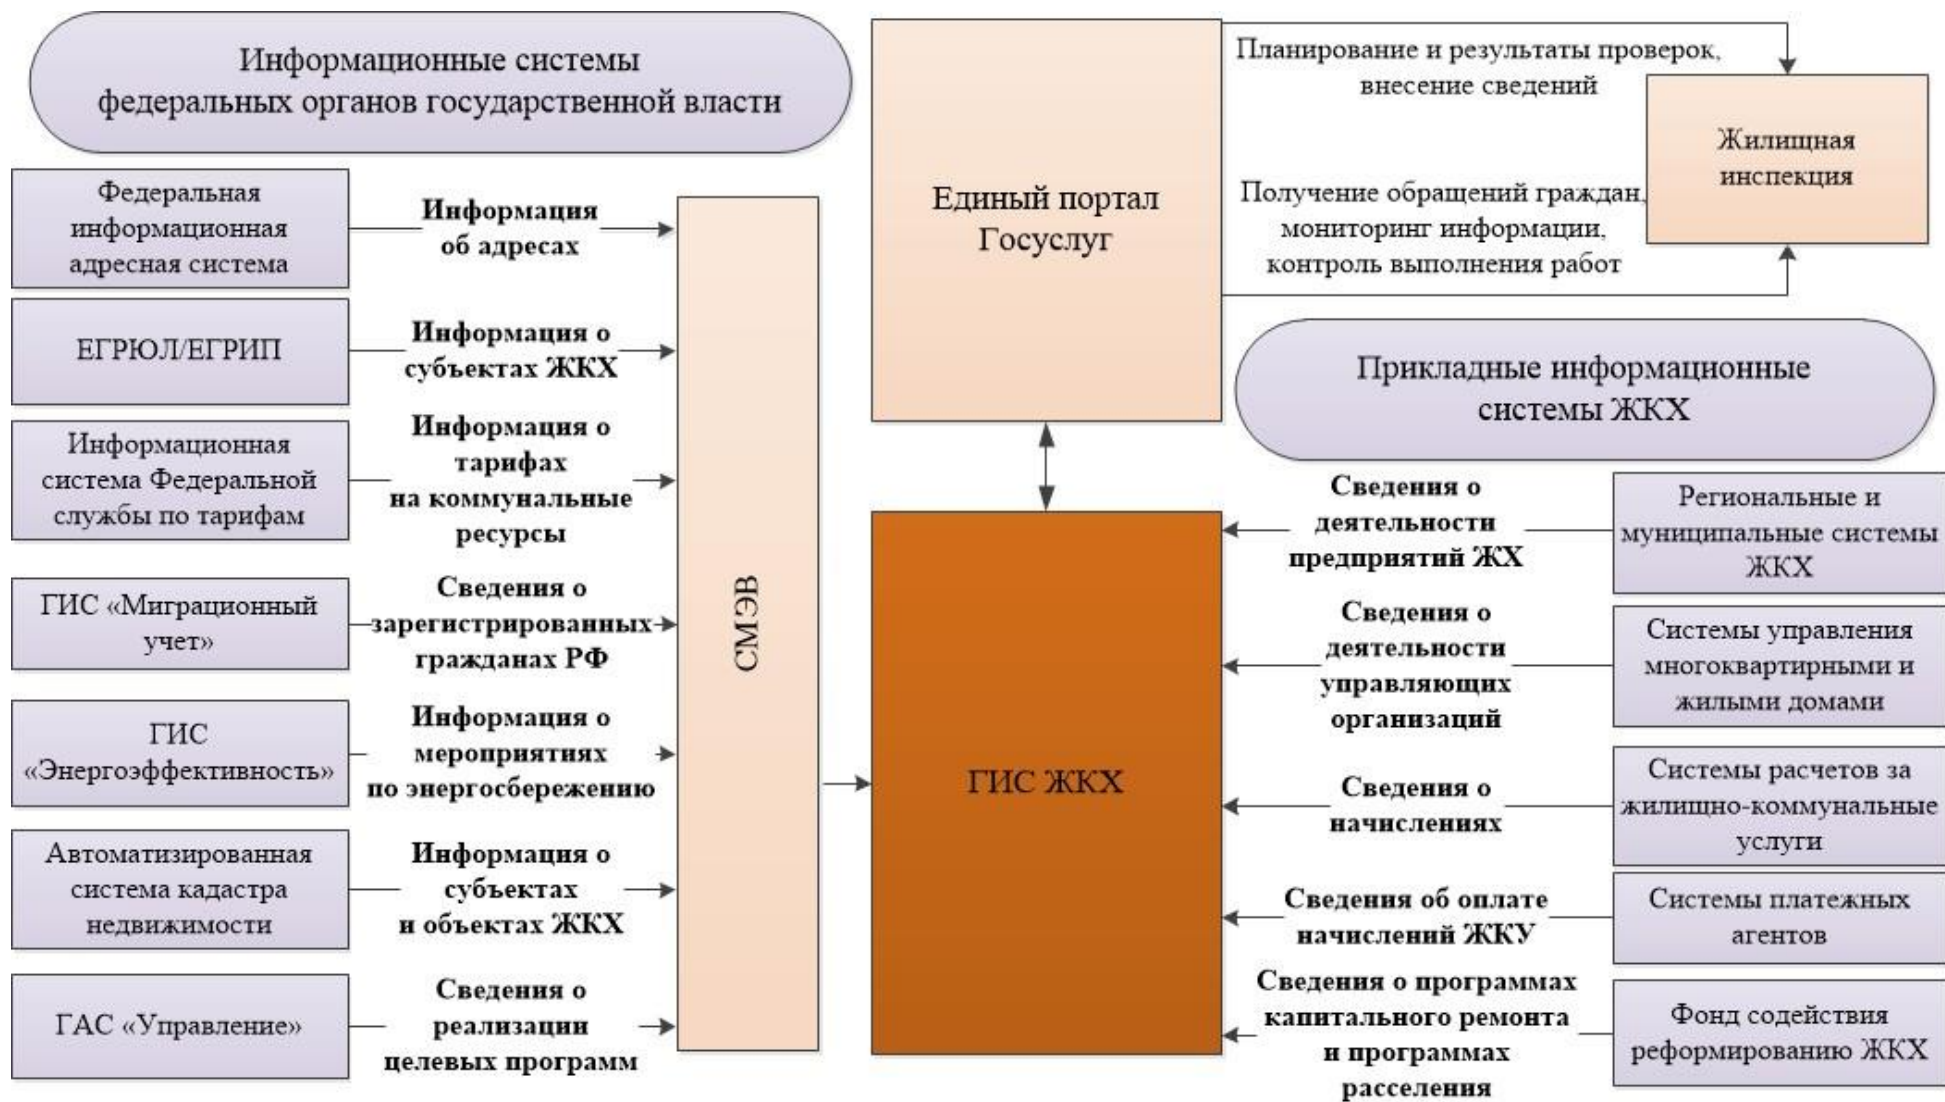 Информационные системы
федеральных органов государственной власти
Федеральная
информационная
адресная система
Информация
об адресах
ЕГРЮЛ/ЕГРИП
Информация о
субъектах ЖКХ
Информационная
система Федеральной
службы по тарифам
Информация о
тарифах
на коммунальные
ресурсы
ГИС «Миграционный
учет»
Сведения о
зарегистрированных
гражданах РФ
ГИС
«Энергоэффективность»
Информация о
мероприятиях
по энергосбережению
Автоматизированная
система кадастра
недвижимости
Информация о
субъектах
и объектах ЖКХ
ГАС «Управление»
Сведения о
реализации
целевых программ
СМЭВ
Единый портал
Госуслуг
ГИС ЖКХ
Планирование и результаты проверок,
внесение сведений
Жилищная
инспекция
Получение обращений граждан,
мониторинг информации,
контроль выполнения работ
Прикладные информационные
системы ЖКХ
Сведения о
деятельности
предприятий ЖХ
Региональные и
муниципальные системы
ЖКХ
Сведения о
деятельности
управляющих
организаций
Системы управления
многоквартирными и
жилыми домами
Сведения о
начислениях
Системы расчетов за
жилищно-коммунальные
услуги
Сведения об оплате
начислений ЖКУ
Системы платежных
агентов
Сведения о программах
капитального ремонта
и программах
расселения
Фонд содействия
реформированию ЖКХ